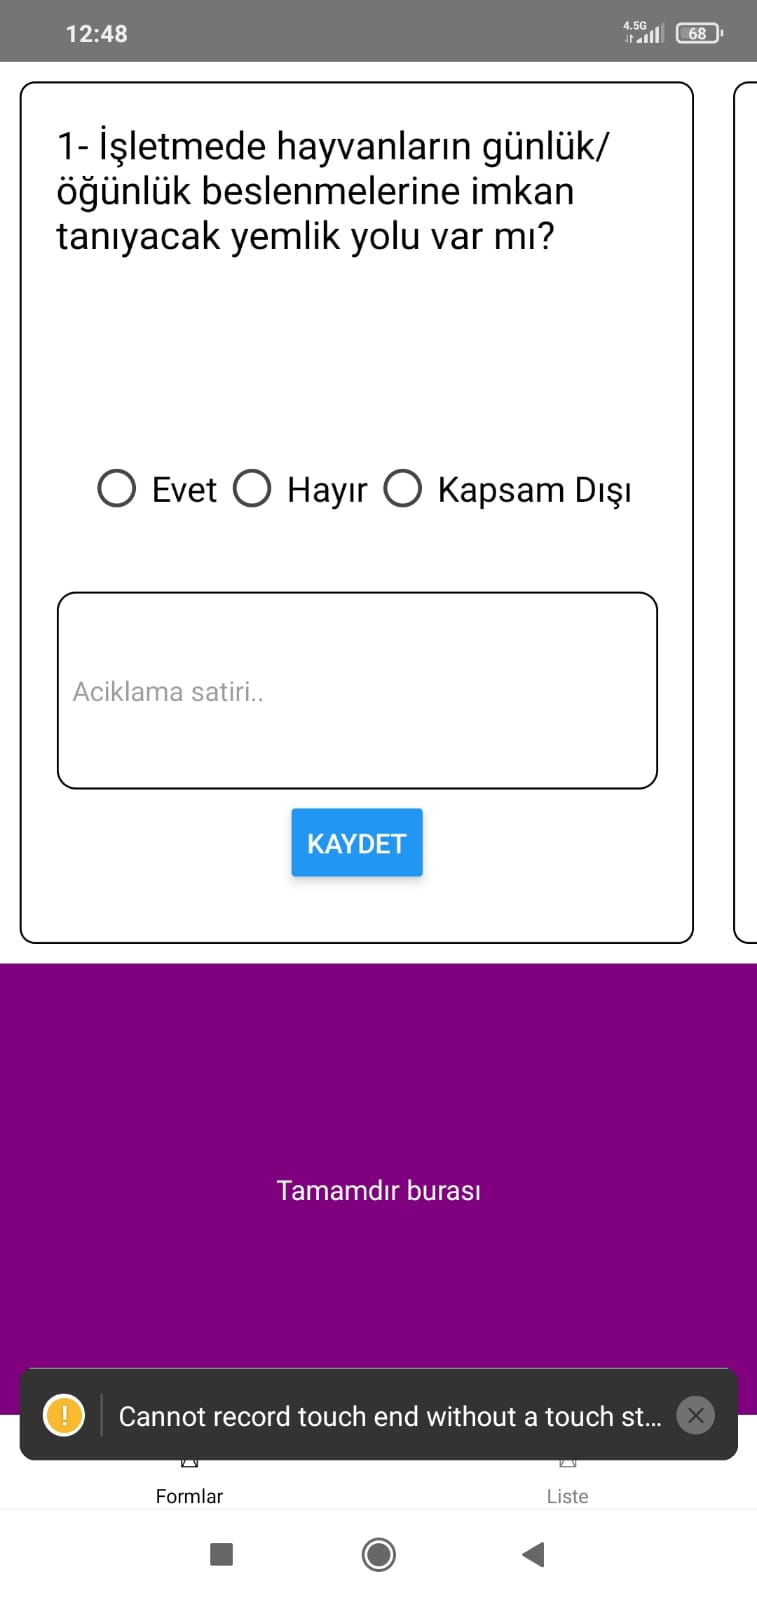 12:48
4.5G
68
1- İşletmede hayvanların günlük/
öğünlük beslenmelerine imkan
tanıyacak yemlik yolu var mı?
Evet
Hayır
Kapsam Dışı
Aciklama satiri..
KAYDET
Tamamdır burası
Cannot record touch end without a touch st...
Formlar
Liste